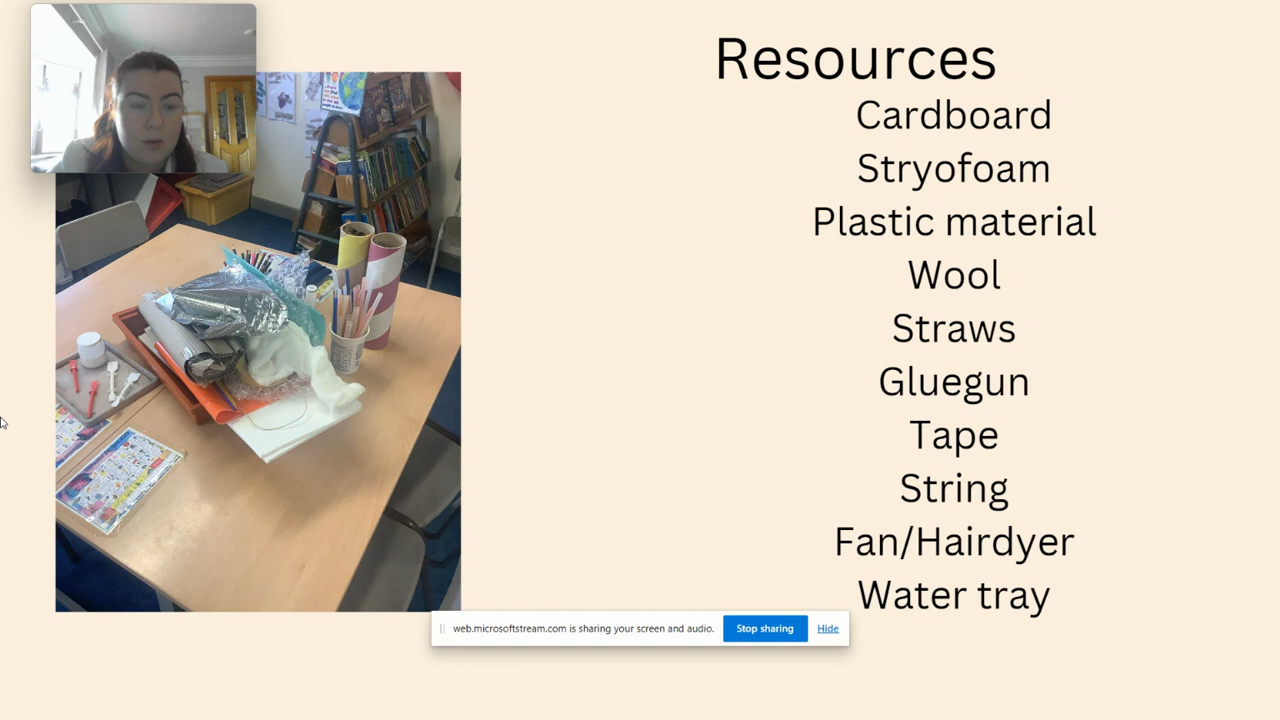 Resources
Cardboard
Stryofoam
Plastic material
Wool
Straws
Gluegun
Tape
String
Fan/Hairdyer
Water tray
web.microsoftstream.com is sharing your screen and audio.
Stop sharing
Hide